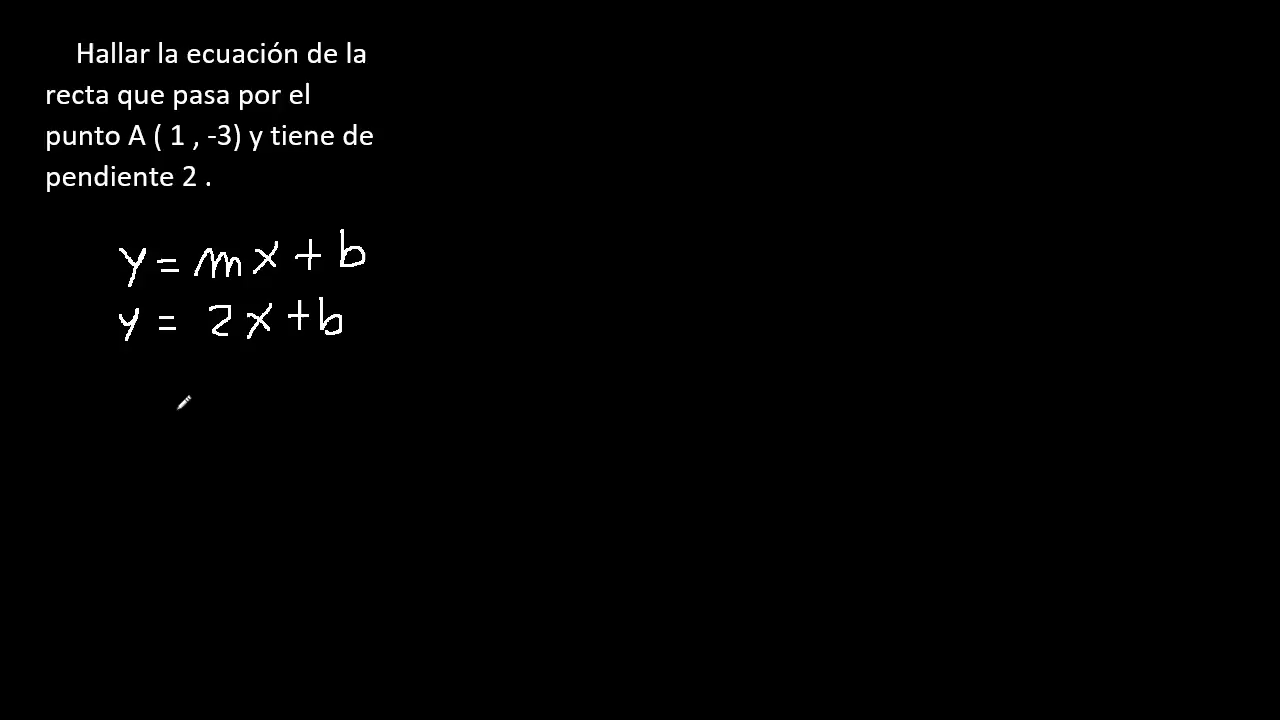 Hallar la ecuación de la
recta que pasa por el
punto A ( 1 , -3) y tiene de
pendiente 2 .
y = mx + b
y = 2x + b